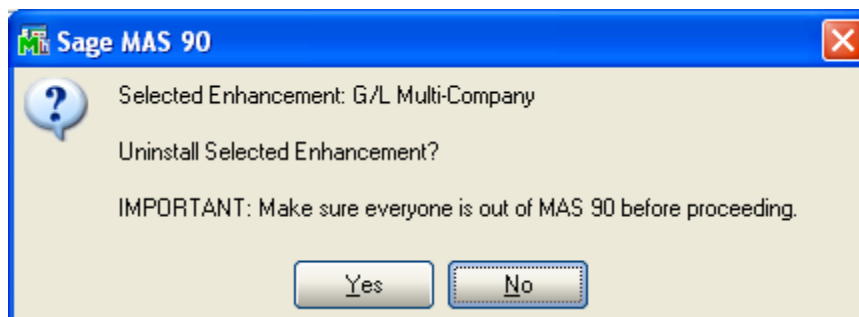 Sage MAS 90
Selected Enhancement: G/L Multi-Company
Uninstall Selected Enhancement?
IMPORTANT: Make sure everyone is out of MAS 90 before proceeding.
Yes No